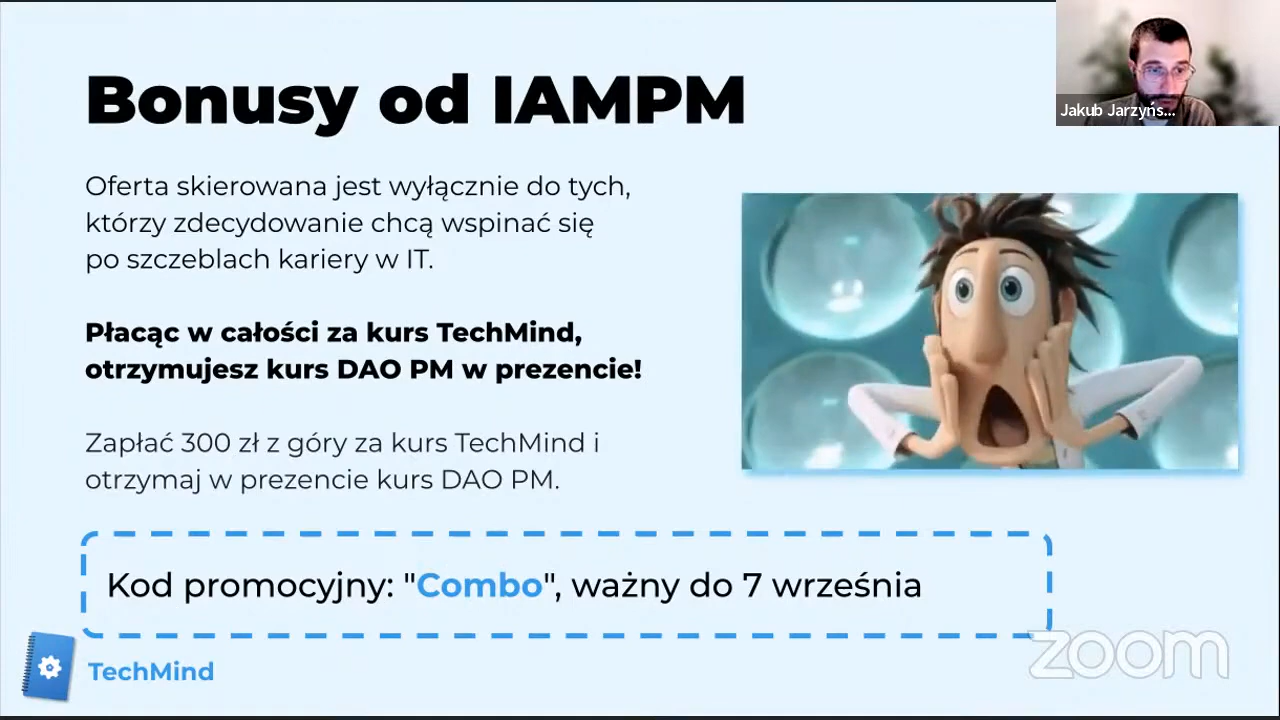 Bonusy od IAMPM
Jakub Jarzyńs...
Oferta skierowana jest wyłącznie do tych,
którzy zdecydowanie chcą wspinać się
po szczeblach kariery w IT.
Płacąc w całości za kurs TechMind,
otrzymujesz kurs DAO PM w prezencie!
Zapłać 300 zł z góry za kurs TechMind i
otrzymaj w prezencie kurs DAO PM.
Kod promocyjny: "Combo", ważny do 7 września
TechMind
zoom